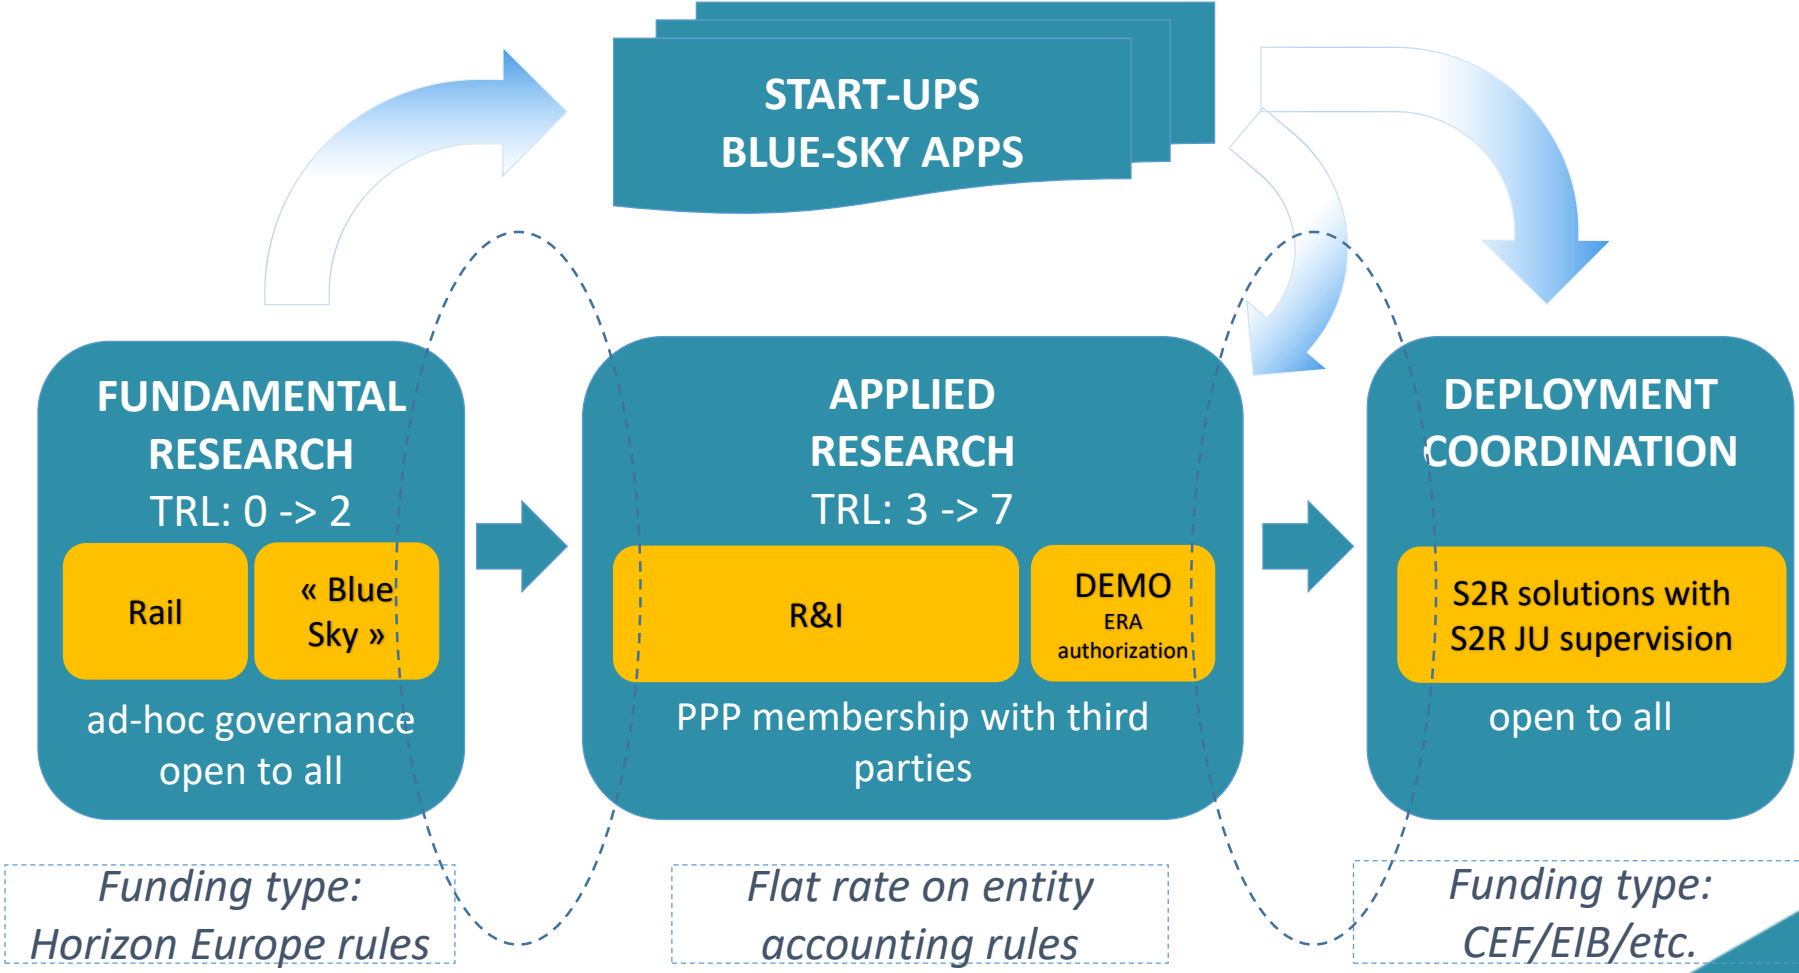 START-UPS
BLUE-SKY APPS
FUNDAMENTAL
RESEARCH
TRL: 0 -> 2
Rail
« Blue
Sky »
ad-hoc governance
open to all
APPLIED
RESEARCH
TRL: 3 -> 7
R&I
DEMO
ERA
authorization
PPP membership with third
parties
DEPLOYMENT
COORDINATION
S2R solutions with
S2R JU supervision
open to all
Funding type:
Horizon Europe rules
Flat rate on entity
accounting rules
Funding type:
CEF/EIB/etc.